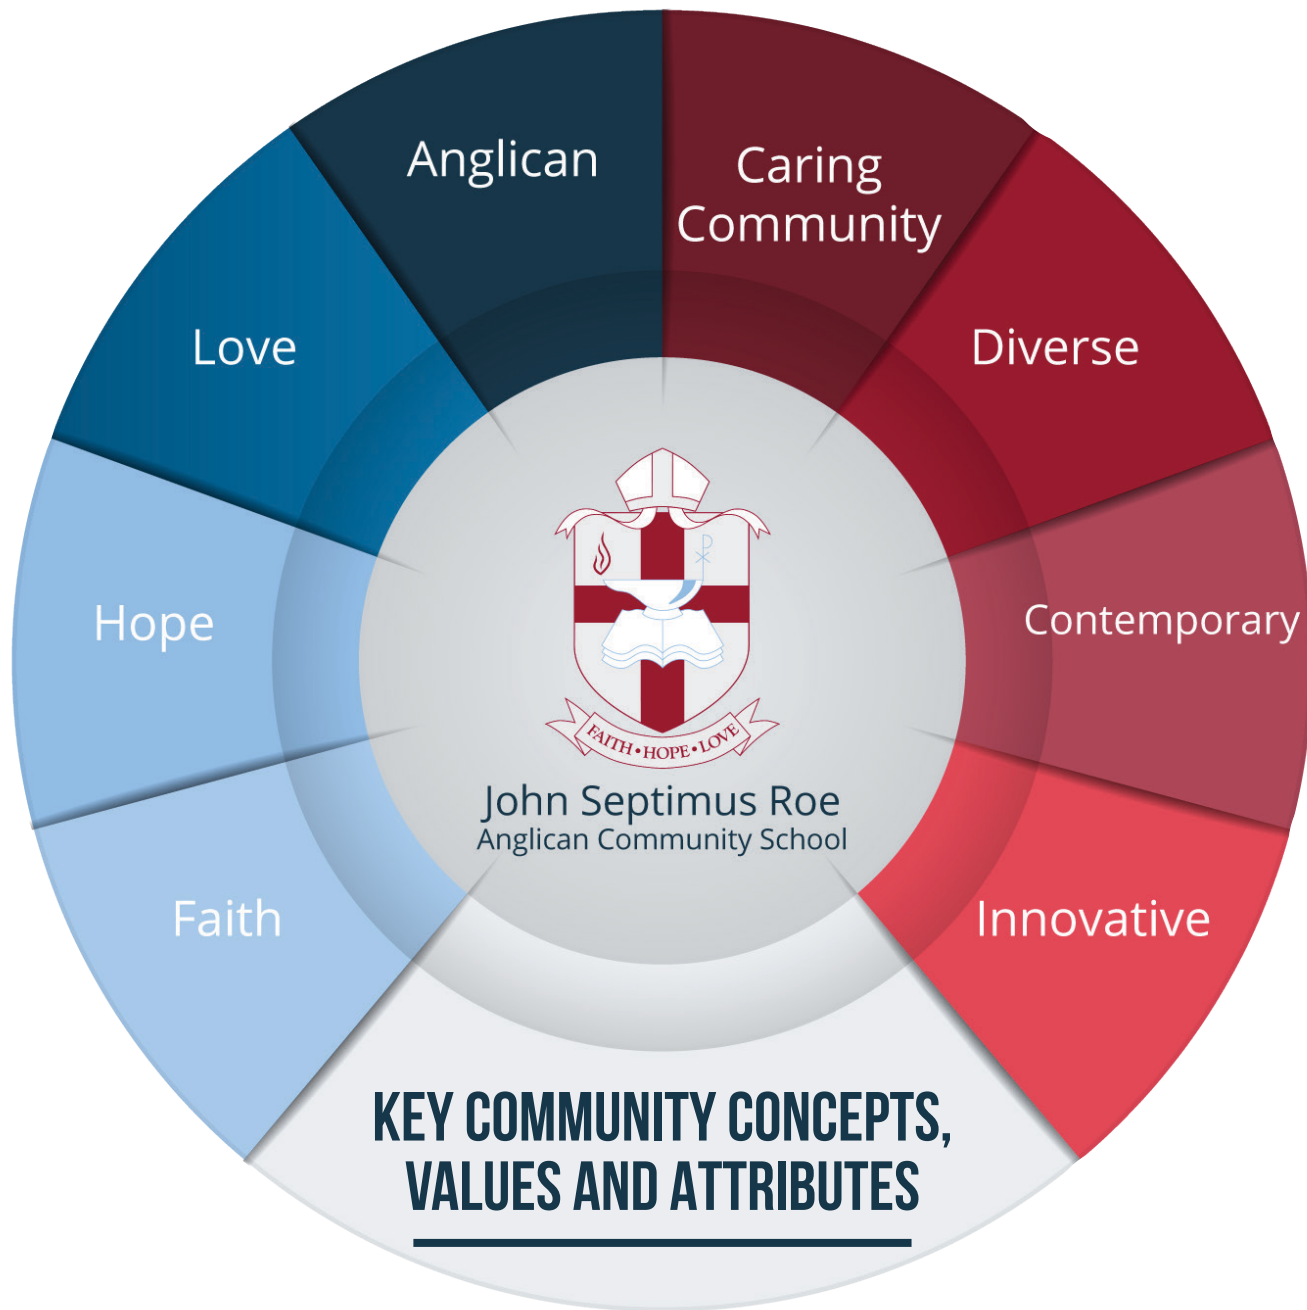 Anglican
Caring
Community
Love
Diverse
Hope
Contemporary
Faith
Innovative
FAITH • HOPE • LOVE
John Septimus Roe
Anglican Community School
KEY COMMUNITY CONCEPTS,
VALUES AND ATTRIBUTES